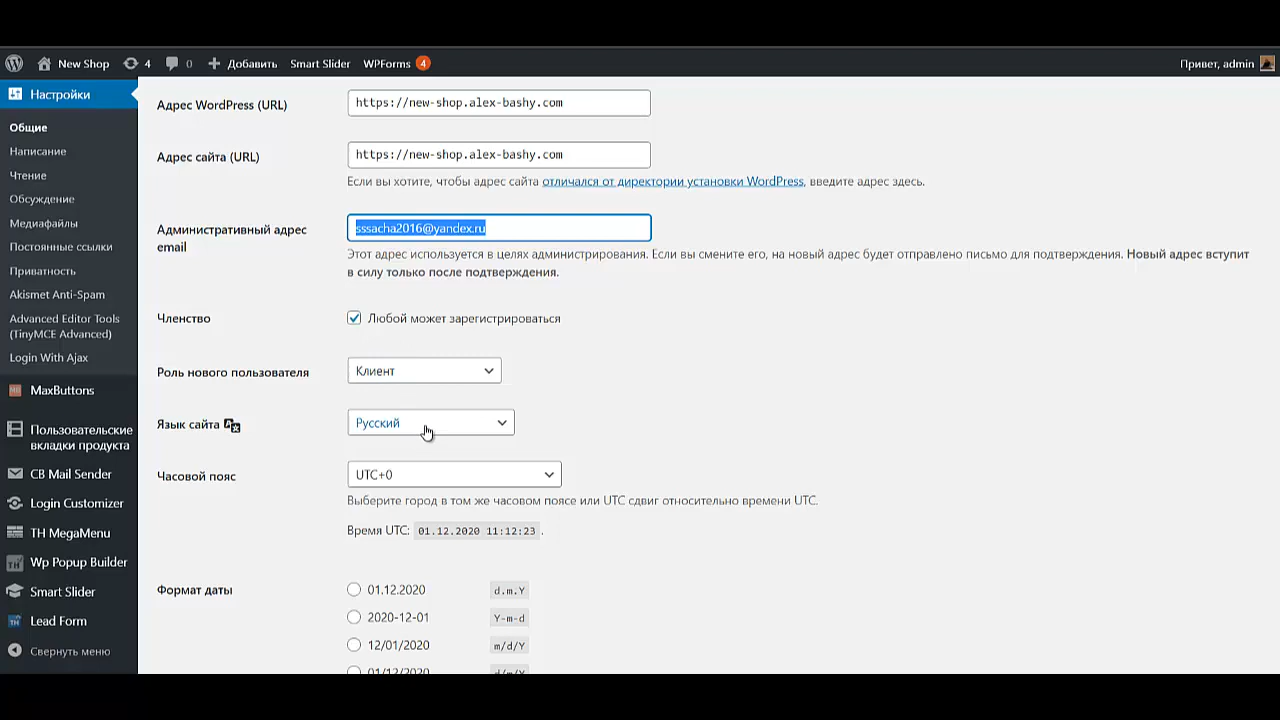 New Shop 4 0 + Добавить Smart Slider WPForms 4 Привет, admin
Настройки
Общие
Написание
Чтение
Обсуждение
Медиафайлы
Постоянные ссылки
Приватность
Akismet Anti-Spam
Advanced Editor Tools
(TinyMCE Advanced)
Login With Ajax
MaxButtons
Пользовательские
вкладки продукта
CB Mail Sender
Login Customizer
TH MegaMenu
Wp Popup Builder
Smart Slider
Lead Form
Свернуть меню
Адрес WordPress (URL)
https://new-shop.alex-bashy.com
Адрес сайта (URL)
https://new-shop.alex-bashy.com
Если вы хотите, чтобы адрес сайта отличался от директории установки WordPress, введите адрес здесь.
Административный адрес
email
sssacha2016@yandex.ru
Этот адрес используется в целях администрирования. Если вы смените его, на новый адрес будет отправлено письмо для подтверждения. Новый адрес вступит
в силу только после подтверждения.
Членство
Любой может зарегистрироваться
Роль нового пользователя
Клиент
Язык сайта
Русский
Часовой пояс
UTC+0
Выберите город в том же часовом поясе или UTC сдвиг относительно времени UTC.
Время UTC: 01.12.2020 11:12:23 .
Формат даты
01.12.2020 d.m.Y
2020-12-01 Y-m-d
12/01/2020 m/d/Y
01/12/2020 d/m/Y